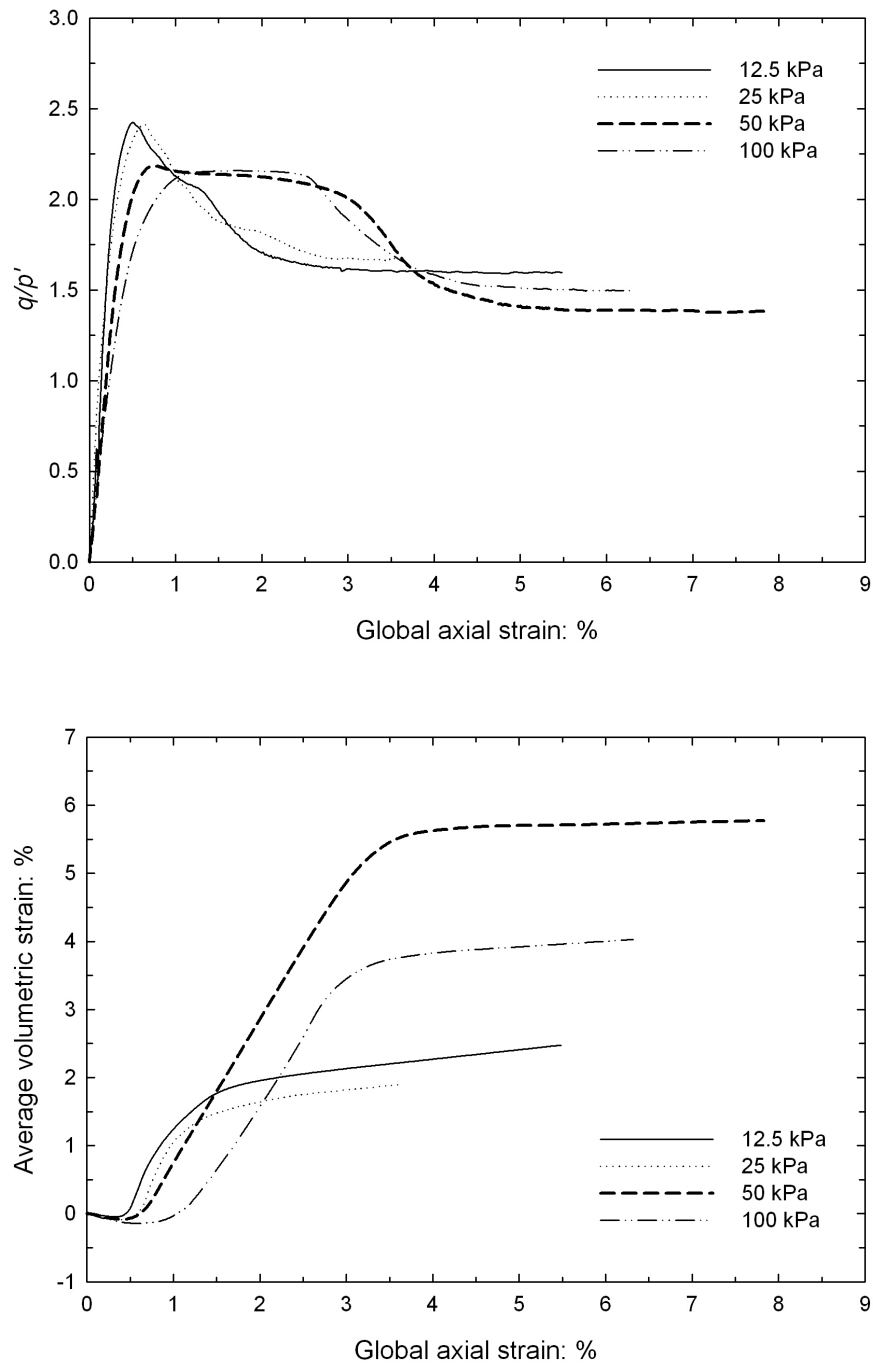 3.0
12.5 kPa
25 kPa
50 kPa
100 kPa
2.5
2.0
q/p'
1.5
1.0
0.5
0.0
0 1 2 3 4 5 6 7 8 9
Global axial strain: %
7
6
5
Average volumetric strain: %
4
3
2
1
12.5 kPa
25 kPa
50 kPa
100 kPa
0
-1
0 1 2 3 4 5 6 7 8 9
Global axial strain: %